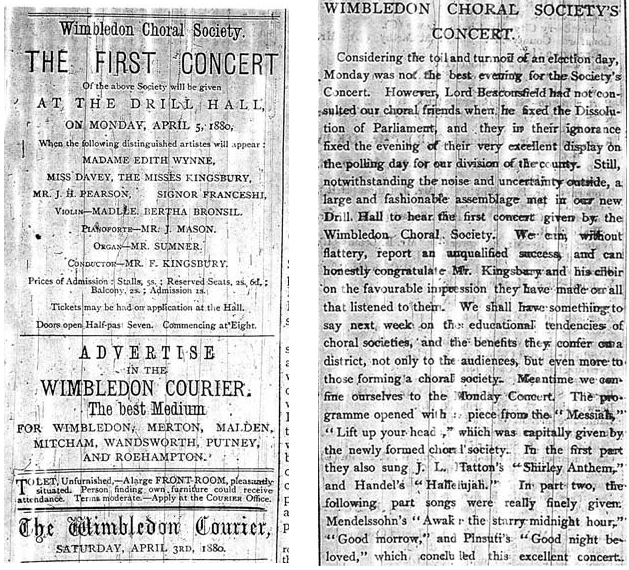 Wimbledon Choral Society.
THE FIRST CONCERT
Of the above Society will be given
AT THE DRILL HALL,
ON MONDAY, APRIL 5, 1880,
When the following distinguished artistes will appear:
MADAME EDITH WYNNE,
MISS DAVEY, THE MISSES KINGSBURY,
MR. J. H. PEARSON, SIGNOR FRANCESHI,
VIOLIN—MADLLE. BERTHA BRONSIL.
PIANOFORTE—MR. J. MASON.
ORGAN—MR. SUMNER.
CONDUCTOR—MR. F. KINGSBURY.
Prices of Admission: Stalls, 5s.; Reserved Seats, 2s. 6d.;
Balcony, 2s.; Admission 1s.
Tickets may be had on application at the Hall.
Doors open Half-past Seven. Commencing at Eight.
ADVERTISE
IN THE
WIMBLEDON COURIER.
The best Medium
FOR WIMBLEDON, MERTON, MALDEN,
MITCHAM, WANDSWORTH, PUTNEY,
AND ROEHAMPTON.
TO LET, Unfurnished,—A large FRONT-ROOM, pleasantly
situated. Person finding own furniture could receive
attendance. Terms moderate.—Apply at the COURIER Office.
The Wimbledon Courier,
SATURDAY, APRIL 3RD, 1880.
WIMBLEDON CHORAL SOCIETY'S
CONCERT.
Considering the toil and turmoil of an election day,
Monday was not the best evening for the Society's
Concert. However, Lord Beaconsfield had not con-
sulted our choral friends when he fixed the Dissolu-
tion of Parliament, and they in their ignorance
fixed the evening of their very excellent display on
the polling day for our division of the county. Still,
notwithstanding the noise and uncertainty outside, a
large and fashionable assemblage met in our new
Drill Hall to hear the first concert given by the
Wimbledon Choral Society. We can, without
flattery, report an unqualified success, and can
honestly congratulate Mr. Kingsbury and his choir
on the favourable impression they have made on all
that listened to them. We shall have something to
say next week on the educational tendencies of
choral societies, and the benefits they confer on a
district, not only to the audiences, but even more to
those forming a choral society. Meantime we con-
fine ourselves to the Monday Concert. The pro-
gramme opened with a piece from the "Messiah,"
"Lift up your head," which was capitally given by
the newly formed choral society. In the first part
they also sung J. L. Hatton's "Shirley Anthem,"
and Handel's "Hallelujah." In part two, the
following part songs were really finely given.
Mendelssohn's "Awake the starry midnight hour,"
"Good morrow," and Pinsuti's "Good night be-
loved," which concluded this excellent concert.